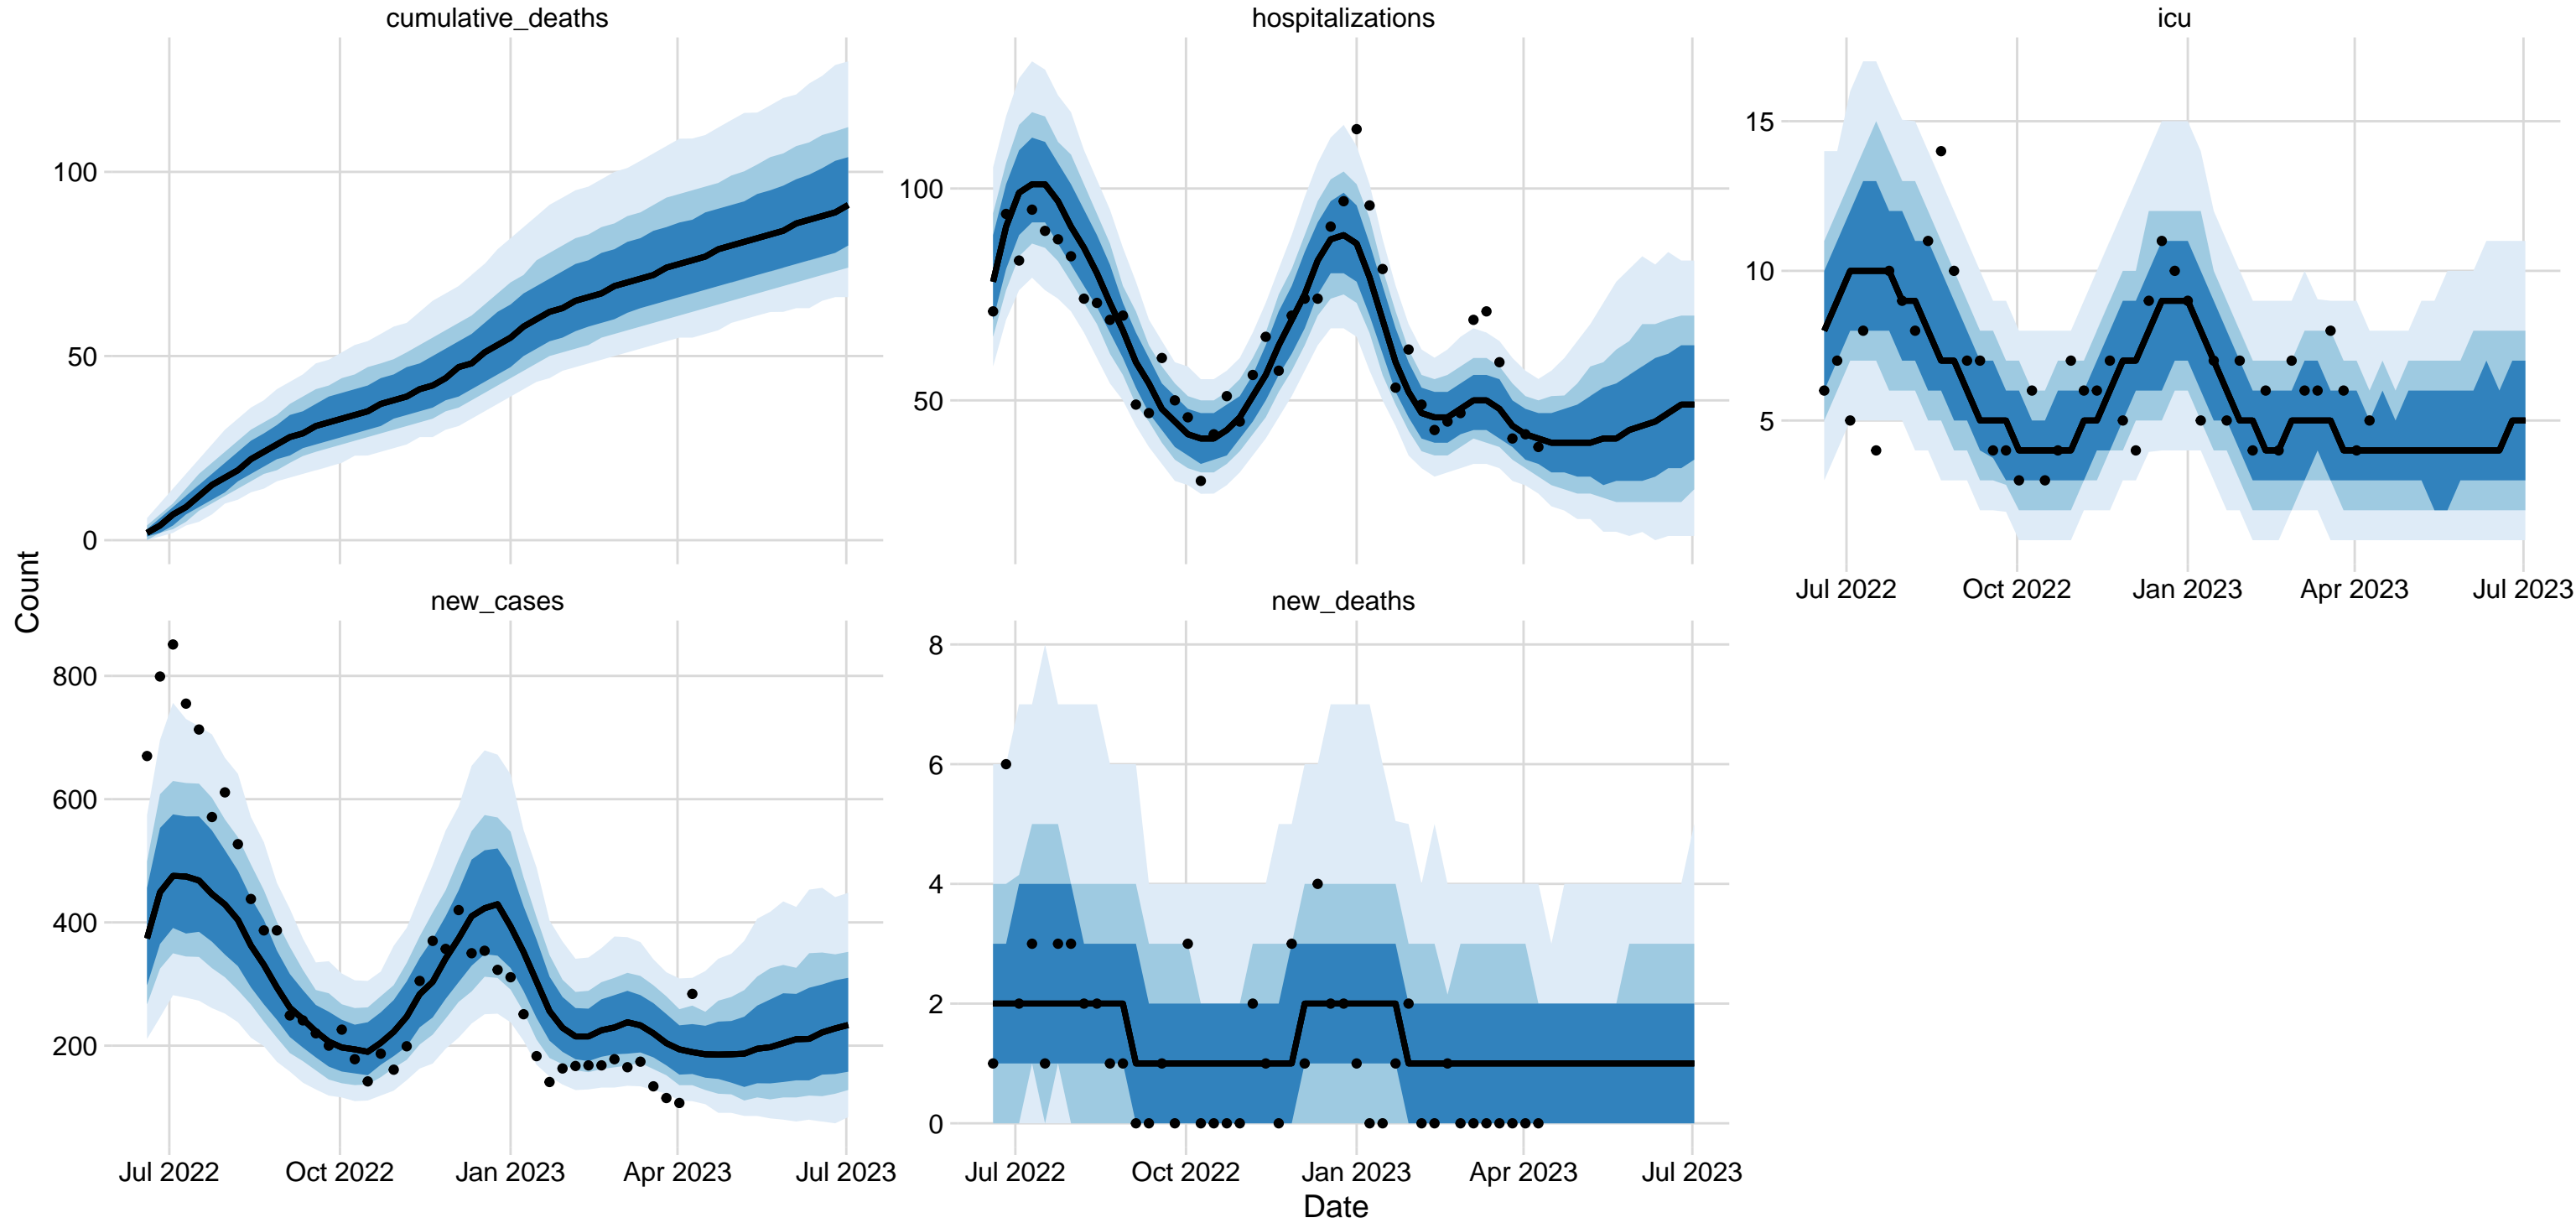 cumulative_deaths
hospitalizations
icu
100
50
0
100
50
15
10
5
Jul 2022 Oct 2022 Jan 2023 Apr 2023 Jul 2023
Count
new_cases
new_deaths
800
600
400
200
8
6
4
2
0
Jul 2022 Oct 2022 Jan 2023 Apr 2023 Jul 2023
Jul 2022 Oct 2022 Jan 2023 Apr 2023 Jul 2023
Date